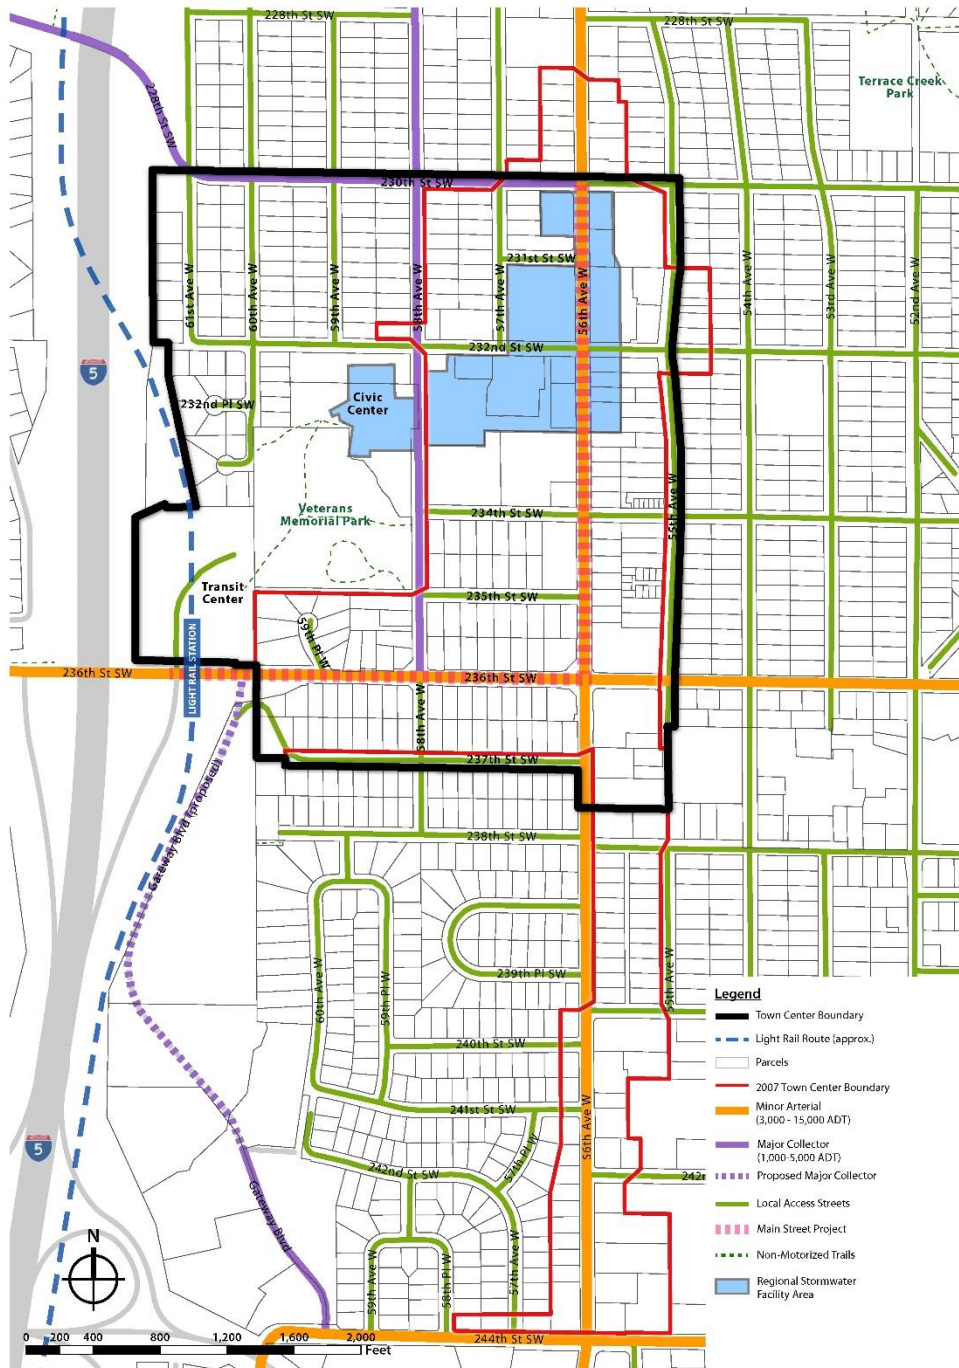 228th St SW
228th St SW
Terrace Creek
Park
228th St SW
230th St SW
231st St SW
61st Ave W
60th Ave W
59th Ave W
58th Ave W
57th Ave W
56th Ave W
54th Ave W
53rd Ave W
52nd Ave W
232nd St SW
5
232nd Pl SW
Civic
Center
Veterans
Memorial Park
234th St SW
55th Ave W
Transit
Center
235th St SW
59th Pl W
LIGHT RAIL STATION
236th St SW
236th St SW
58th Ave W
237th St SW
Gateway Blvd (proposed)
238th St SW
60th Ave W
59th Pl W
239th Pl SW
55th Ave W
240th St SW
241st St SW
56th Ave W
57th Pl W
242nd St SW
242n
5
Gateway Blvd
59th Ave W
58th Pl W
57th Ave W
244th St SW
N
0 200 400 800 1,200 1,600 2,000
Feet
Legend
Town Center Boundary
Light Rail Route (approx.)
Parcels
2007 Town Center Boundary
Minor Arterial
(3,000 - 15,000 ADT)
Major Collector
(1,000-5,000 ADT)
Proposed Major Collector
Local Access Streets
Main Street Project
Non-Motorized Trails
Regional Stormwater
Facility Area